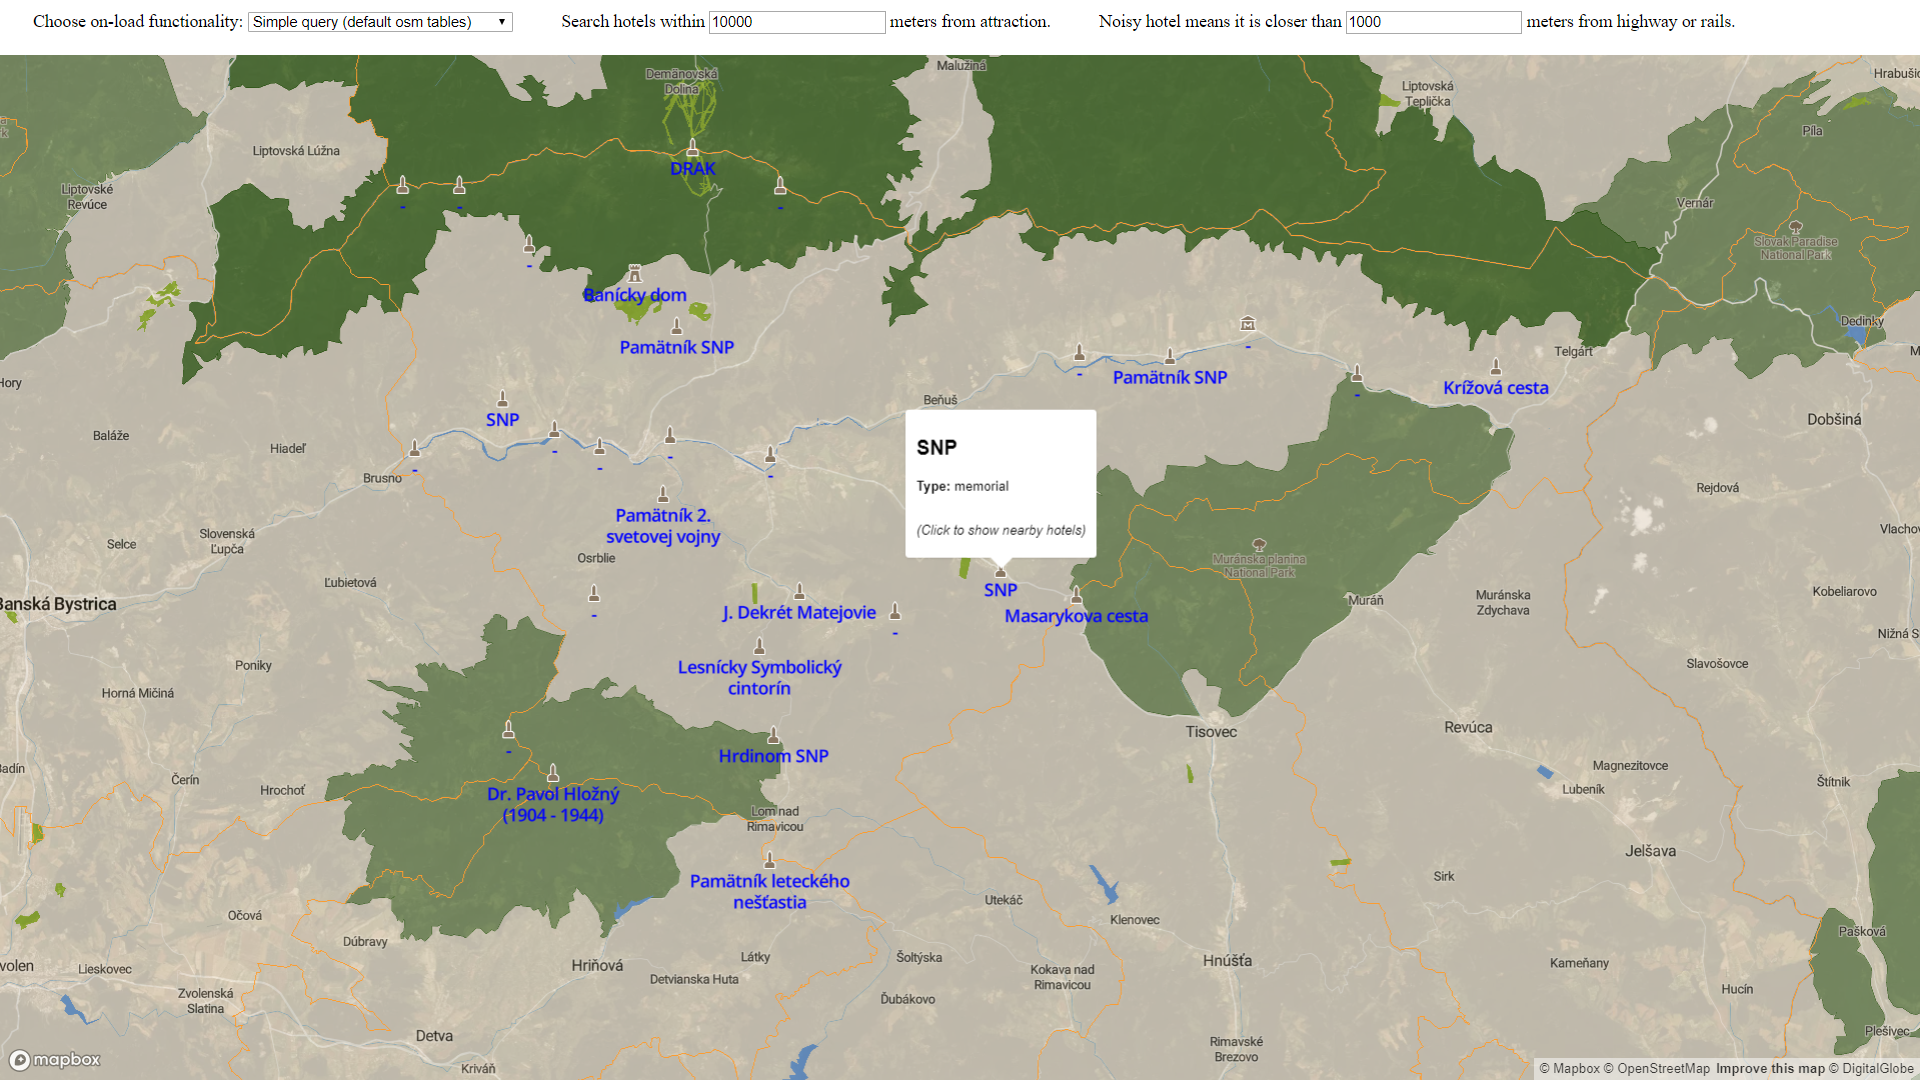 Choose on-load functionality: Simple query (default osm tables) Search hotels within 10000 meters from attraction. Noisy hotel means it is closer than 1000 meters from highway or rails.
Demänovská
Dolina
Malužiná
Liptovská
Teplička
Hrabušic
Píla
Liptovská Lúžna
DRAK
Liptovské
Revúce
-
-
-
Vernár
Slovak Paradise
National Park
-
Banícky dom
Pamätník SNP
Dedinky
-
Telgárt
-
Pamätník SNP
-
Krížová cesta
Hory
Beňuš
SNP
Dobšiná
Baláže
Hiadeľ
-
-
-
-
-
Brusno
SNP
Type: memorial
(Click to show nearby hotels)
Rejdová
Pamätník 2.
svetovej vojny
Vlachov
Slovenská
Ľupča
Selce
Osrblie
Muránska planina
National Park
Ľubietová
SNP
Kobeliarovo
Banská Bystrica
Muráň
Muránska
Zdychava
-
J. Dekrét Matejovie
-
Masarykova cesta
Nižná S
Poniky
Lesnícky Symbolický
cintorín
Slavošovce
Horná Mičiná
Tisovec
Revúca
-
Hrdinom SNP
Badín
Čerín
Magnezitovce
Hrochoť
Dr. Pavol Hložný
(1904 - 1944)
Lubeník
Štítnik
Lom nad
Rimavicou
Jelšava
Pamätník leteckého
nešťastia
Sirk
Utekáč
Očová
Klenovec
Dúbravy
Pašková
Látky
Šoltýska
Hnúšťa
volen
Lieskovec
Hriňová
Kokava nad
Rimavicou
Kameňany
Detvianska Huta
Zvolenská
Slatina
Hucín
Ďubákovo
Detva
Plešivec
Rimavské
Brezovo
mapbox
Kriváň
© Mapbox © OpenStreetMap Improve this map © DigitalGlobe